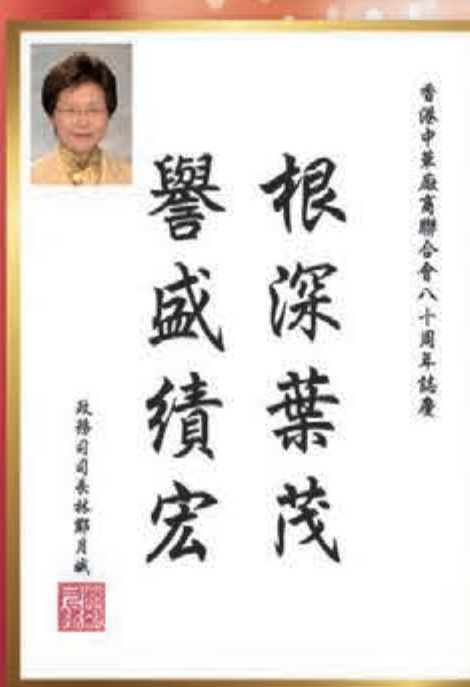 香港中華廠商聯合會八十周年誌慶
根深葉茂
譽盛績宏
政務司司長林鄭月娥